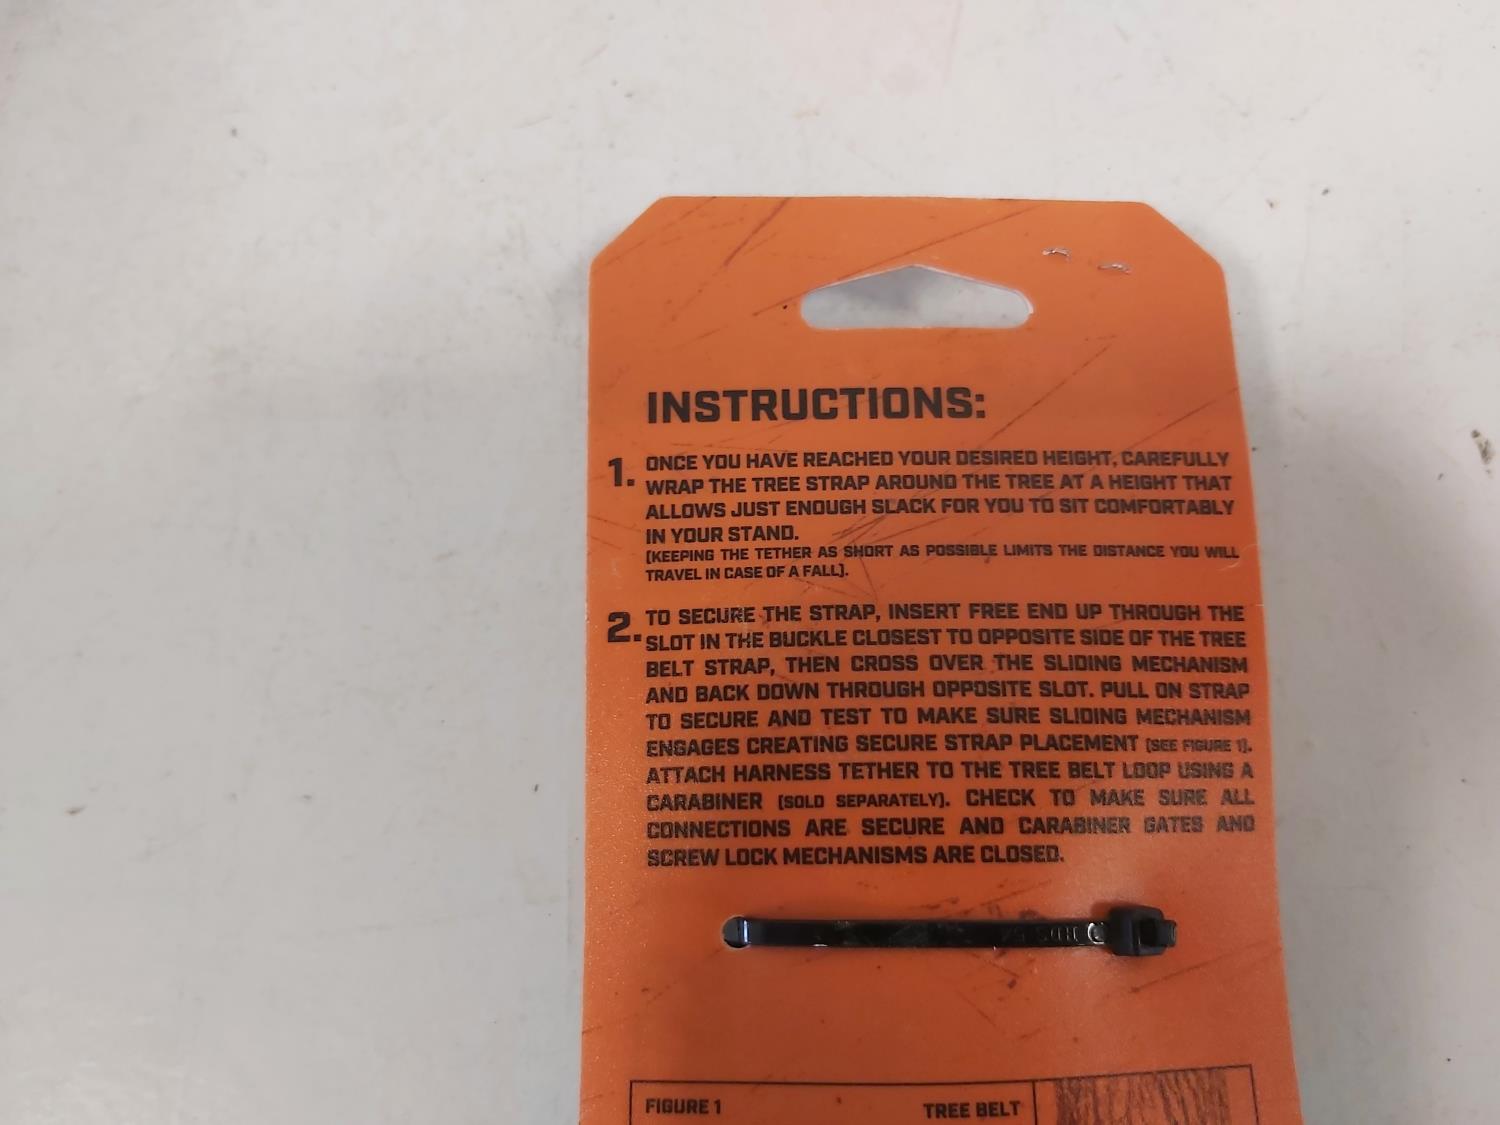 INSTRUCTIONS:
1. ONCE YOU HAVE REACHED YOUR DESIRED HEIGHT, CAREFULLY
WRAP THE TREE STRAP AROUND THE TREE AT A HEIGHT THAT
ALLOWS JUST ENOUGH SLACK FOR YOU TO SIT COMFORTABLY
IN YOUR STAND.
(KEEPING THE TETHER AS SHORT AS POSSIBLE LIMITS THE DISTANCE YOU WILL
TRAVEL IN CASE OF A FALL).
2. TO SECURE THE STRAP, INSERT FREE END UP THROUGH THE
SLOT IN THE BUCKLE CLOSEST TO OPPOSITE SIDE OF THE TREE
BELT STRAP, THEN CROSS OVER THE SLIDING MECHANISM
AND BACK DOWN THROUGH OPPOSITE SLOT. PULL ON STRAP
TO SECURE AND TEST TO MAKE SURE SLIDING MECHANISM
ENGAGES CREATING SECURE STRAP PLACEMENT (SEE FIGURE 1).
ATTACH HARNESS TETHER TO THE TREE BELT LOOP USING A
CARABINER (SOLD SEPARATELY). CHECK TO MAKE SURE ALL
CONNECTIONS ARE SECURE AND CARABINER GATES AND
SCREW LOCK MECHANISMS ARE CLOSED.
FIGURE 1
TREE BELT